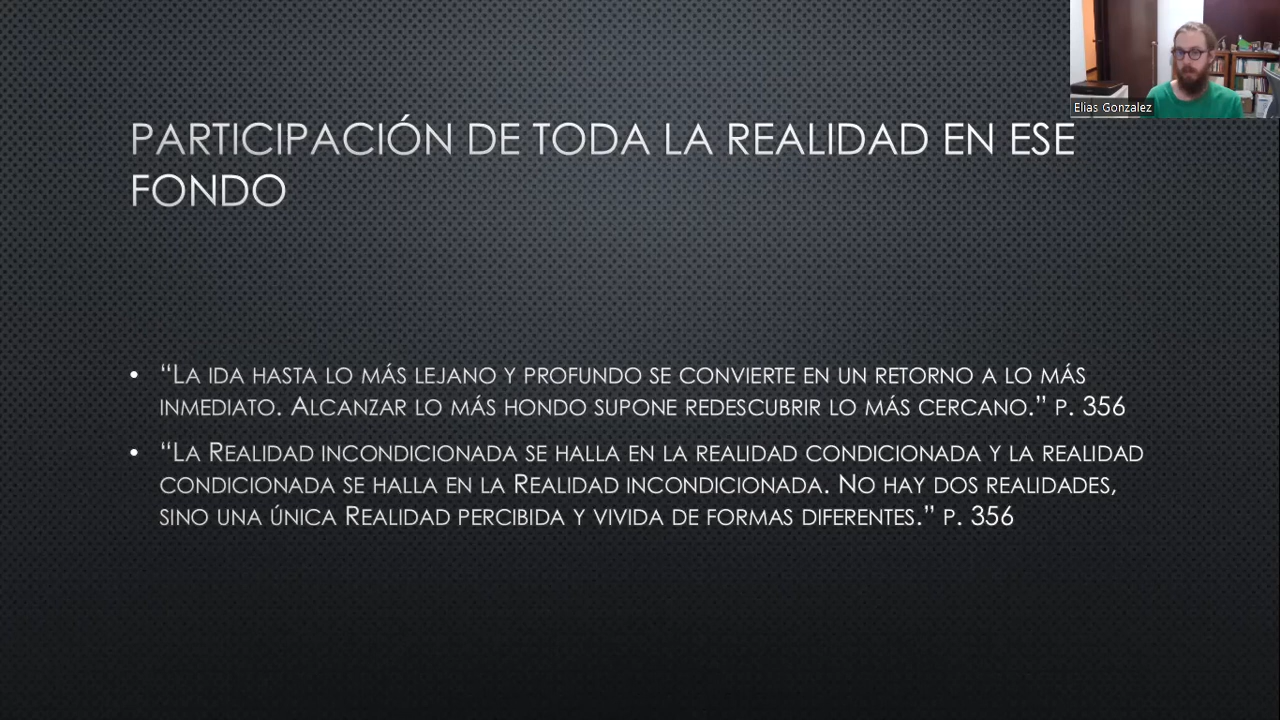 Elias Gonzalez
PARTICIPACIÓN DE TODA LA REALIDAD EN ESE
FONDO
• “LA IDA HASTA LO MÁS LEJANO Y PROFUNDO SE CONVIERTE EN UN RETORNO A LO MÁS
INMEDIATO. ALCANZAR LO MÁS HONDO SUPONE REDESCUBRIR LO MÁS CERCANO.” P. 356
• “LA REALIDAD INCONDICIONADA SE HALLA EN LA REALIDAD CONDICIONADA Y LA REALIDAD
CONDICIONADA SE HALLA EN LA REALIDAD INCONDICIONADA. NO HAY DOS REALIDADES,
SINO UNA ÚNICA REALIDAD PERCIBIDA Y VIVIDA DE FORMAS DIFERENTES.” P. 356